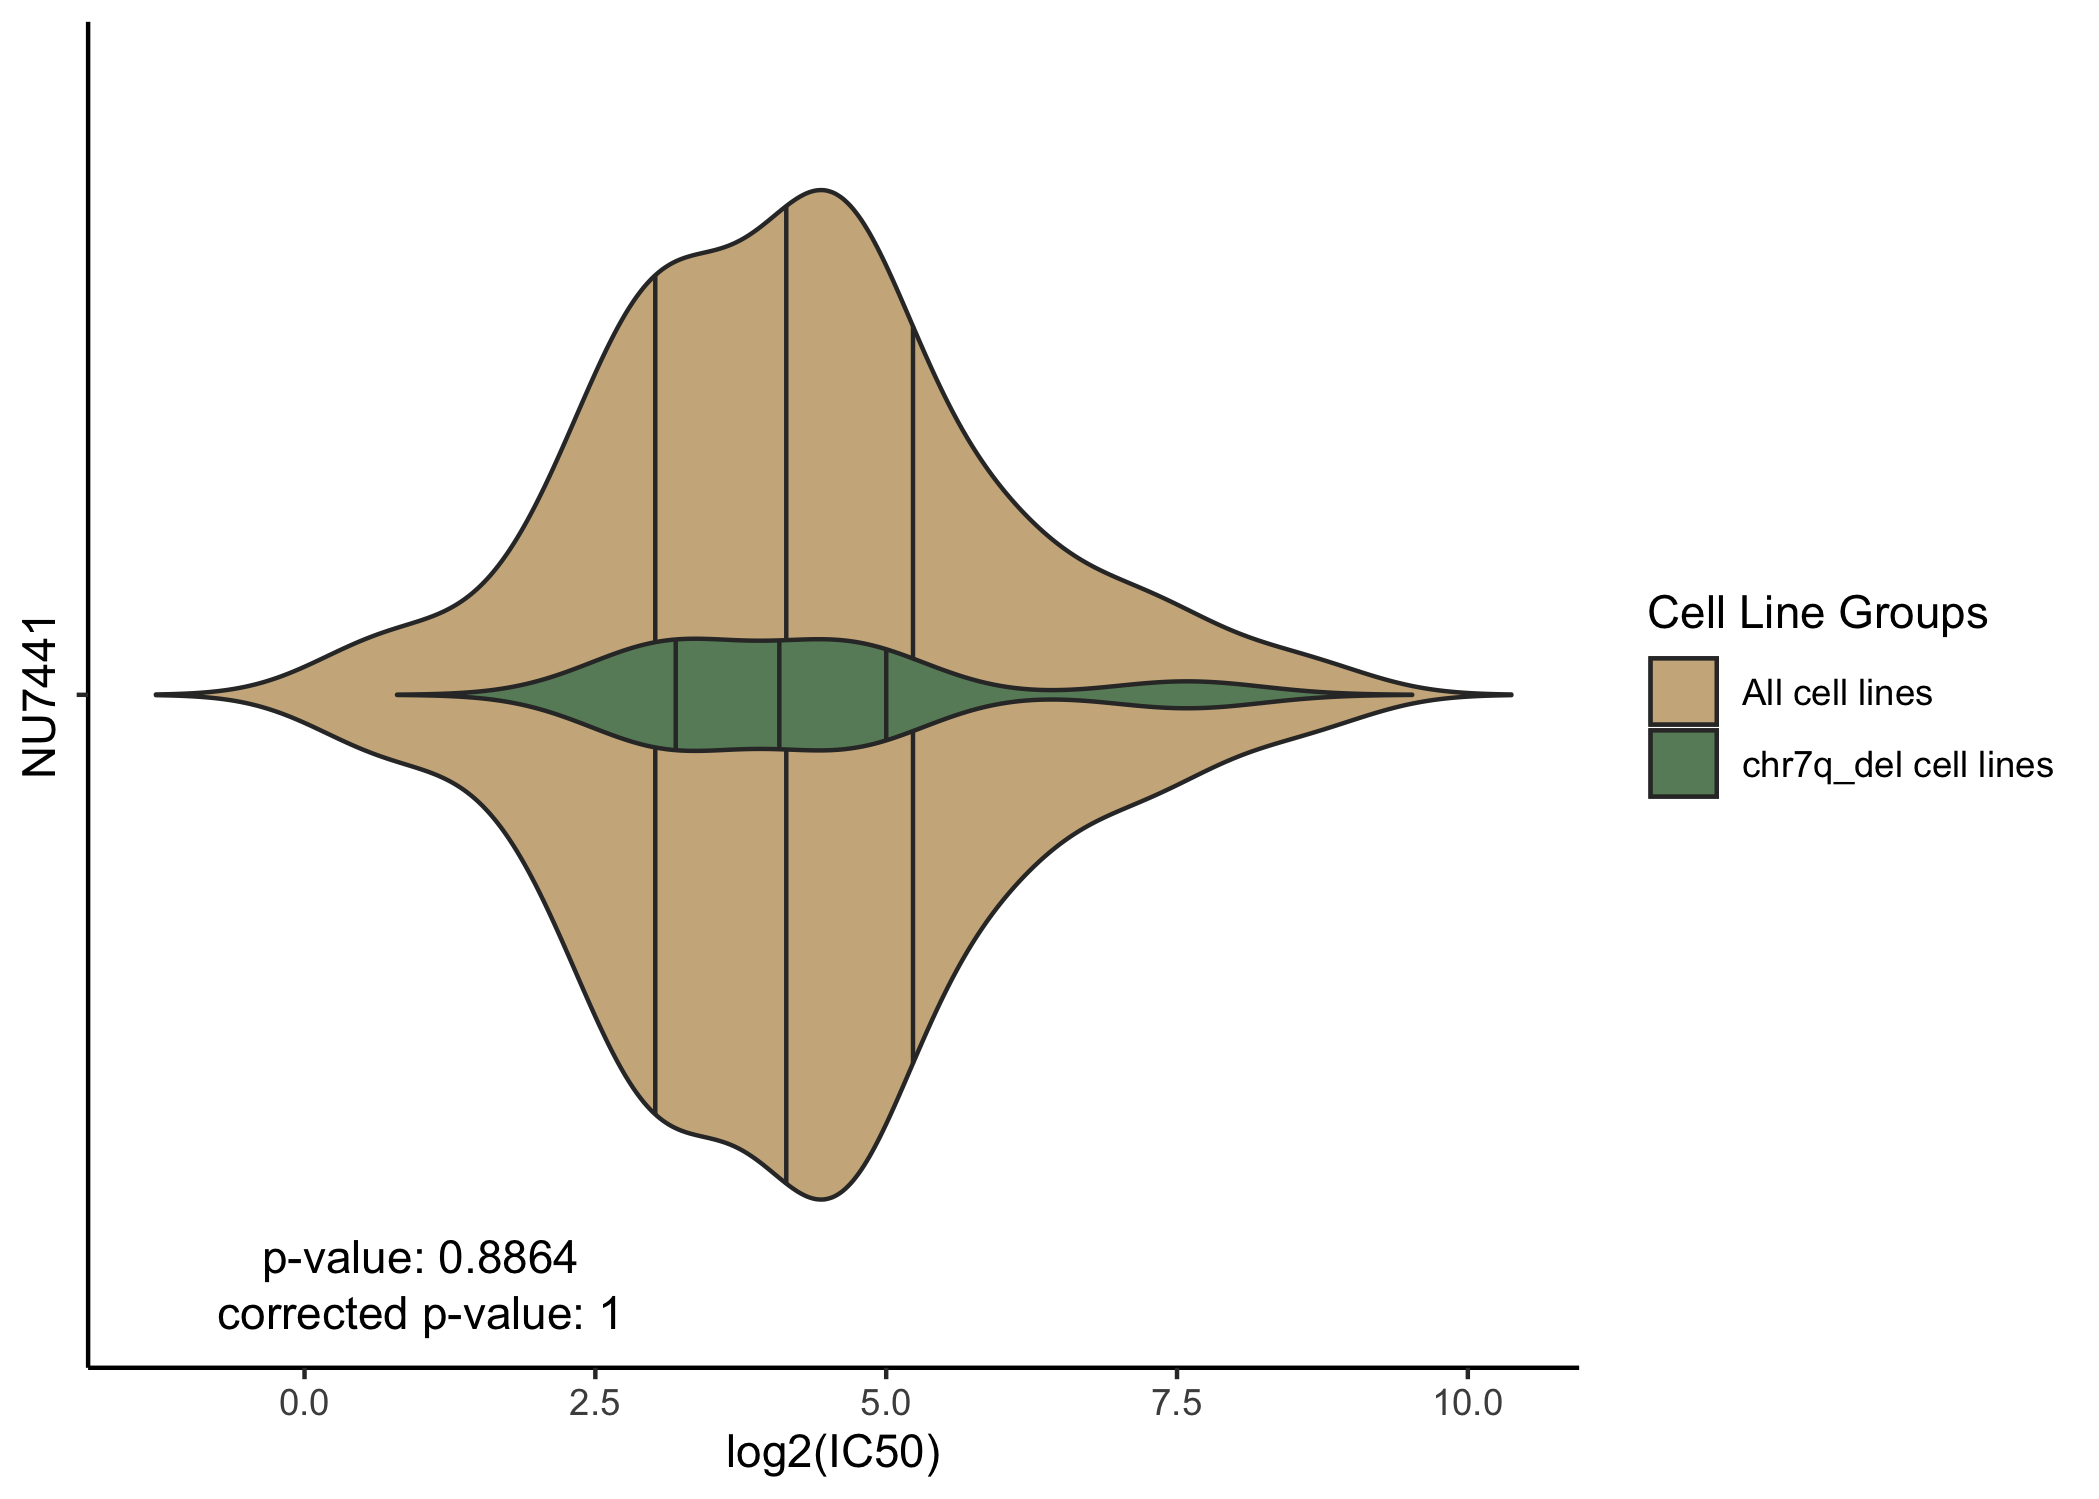 NU7441
Cell Line Groups
All cell lines
chr7q_del cell lines
p-value: 0.8864
corrected p-value: 1
0.0 2.5 5.0 7.5 10.0
log2(IC50)